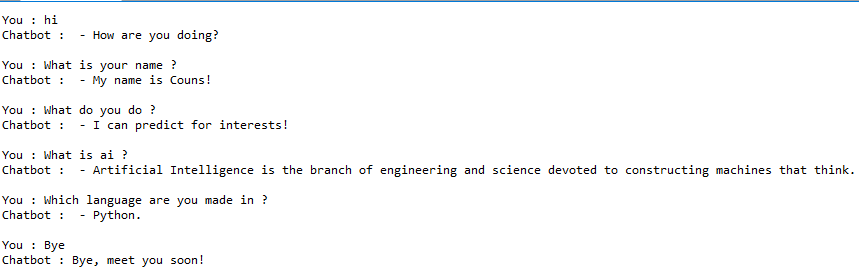 You : hi
Chatbot :  - How are you doing?
You : What is your name ?
Chatbot :  - My name is Couns!
You : What do you do ?
Chatbot :  - I can predict for interests!
You : What is ai ?
Chatbot :  - Artificial Intelligence is the branch of engineering and science devoted to constructing machines that think.
You : Which language are you made in ?
Chatbot :  - Python.
You : Bye
Chatbot : Bye, meet you soon!